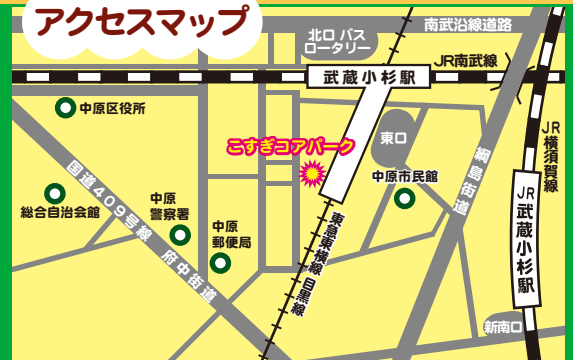 アクセスマップ
北口 バス
ロータリー
南武沿線道路
JR南武線
武蔵小杉駅
中原区役所
こすぎコアパーク
東口
中原市民館
綱島街道
JR横須賀線
JR武蔵小杉駅
国道409号線 府中街道
総合自治会館
中原
警察署
中原
郵便局
東急東横線 目黒線
新南口